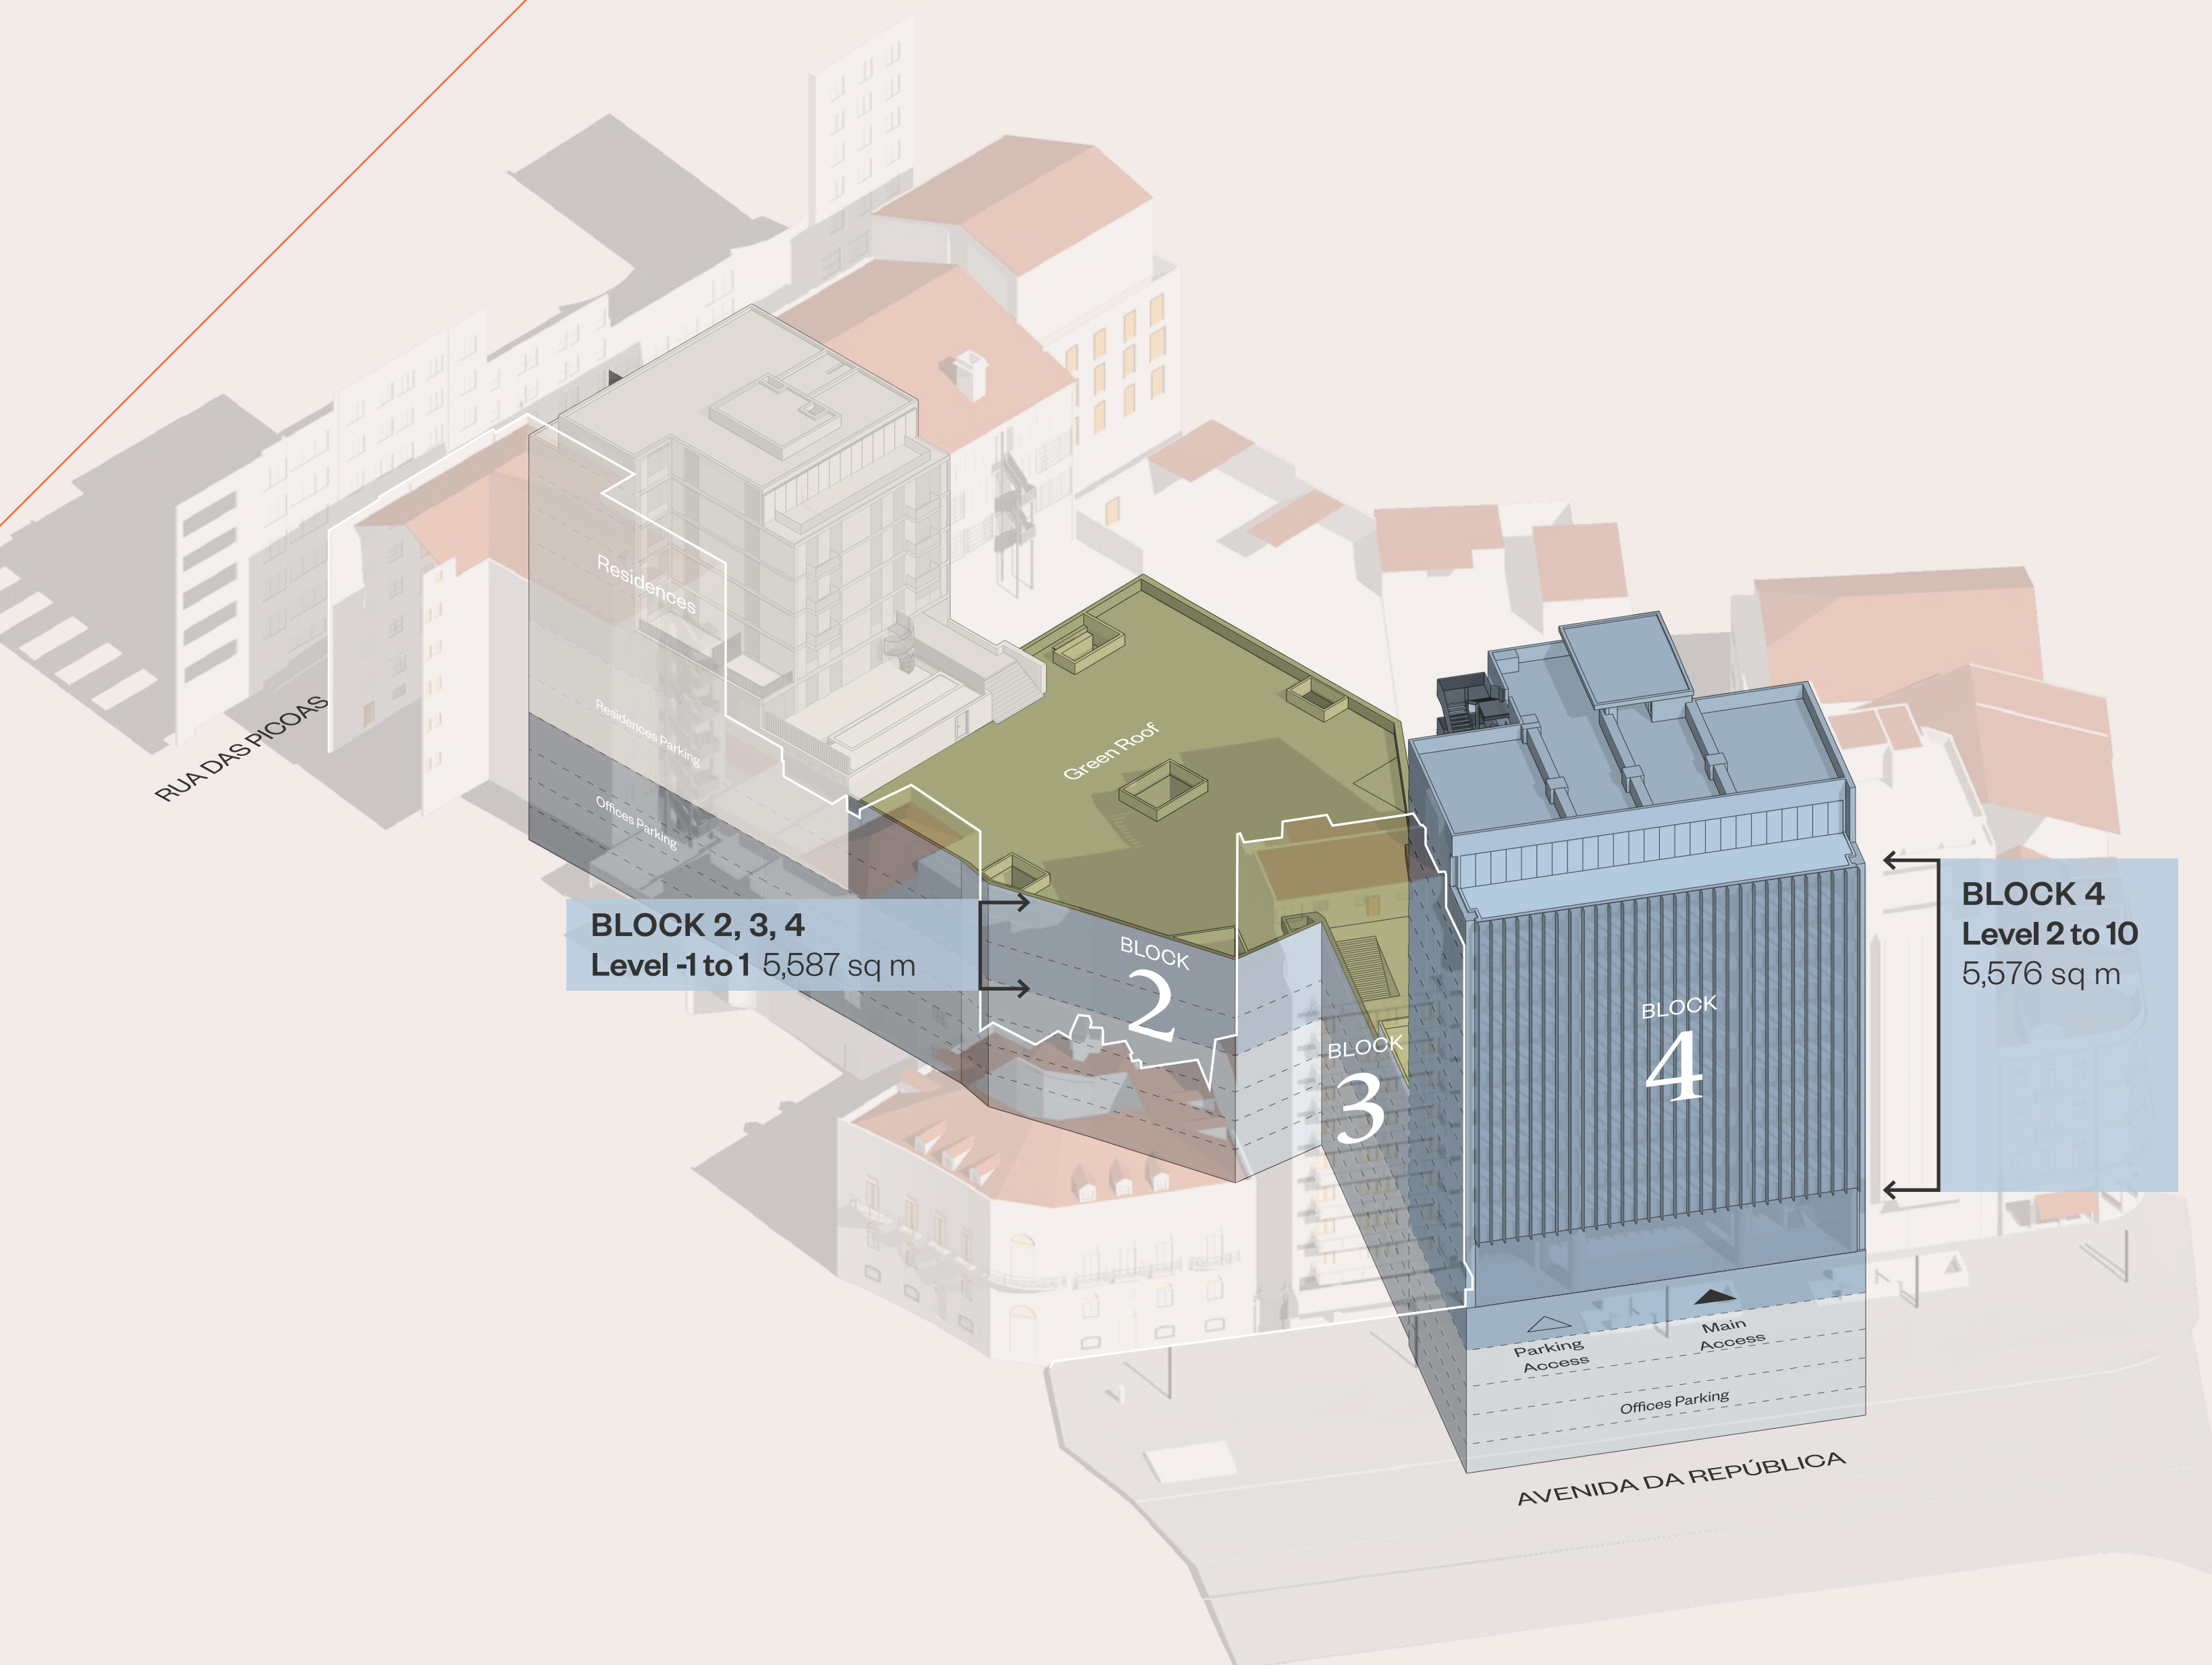 Residences
RUA DAS PICOAS
Residences Parking
Green Roof
Offices Parking
BLOCK 2, 3, 4
Level -1 to 1 5,587 sq m
BLOCK
2
BLOCK
3
BLOCK
4
BLOCK 4
Level 2 to 10
5,576 sq m
Parking
Access
Main
Access
Offices Parking
AVENIDA DA REPÚBLICA